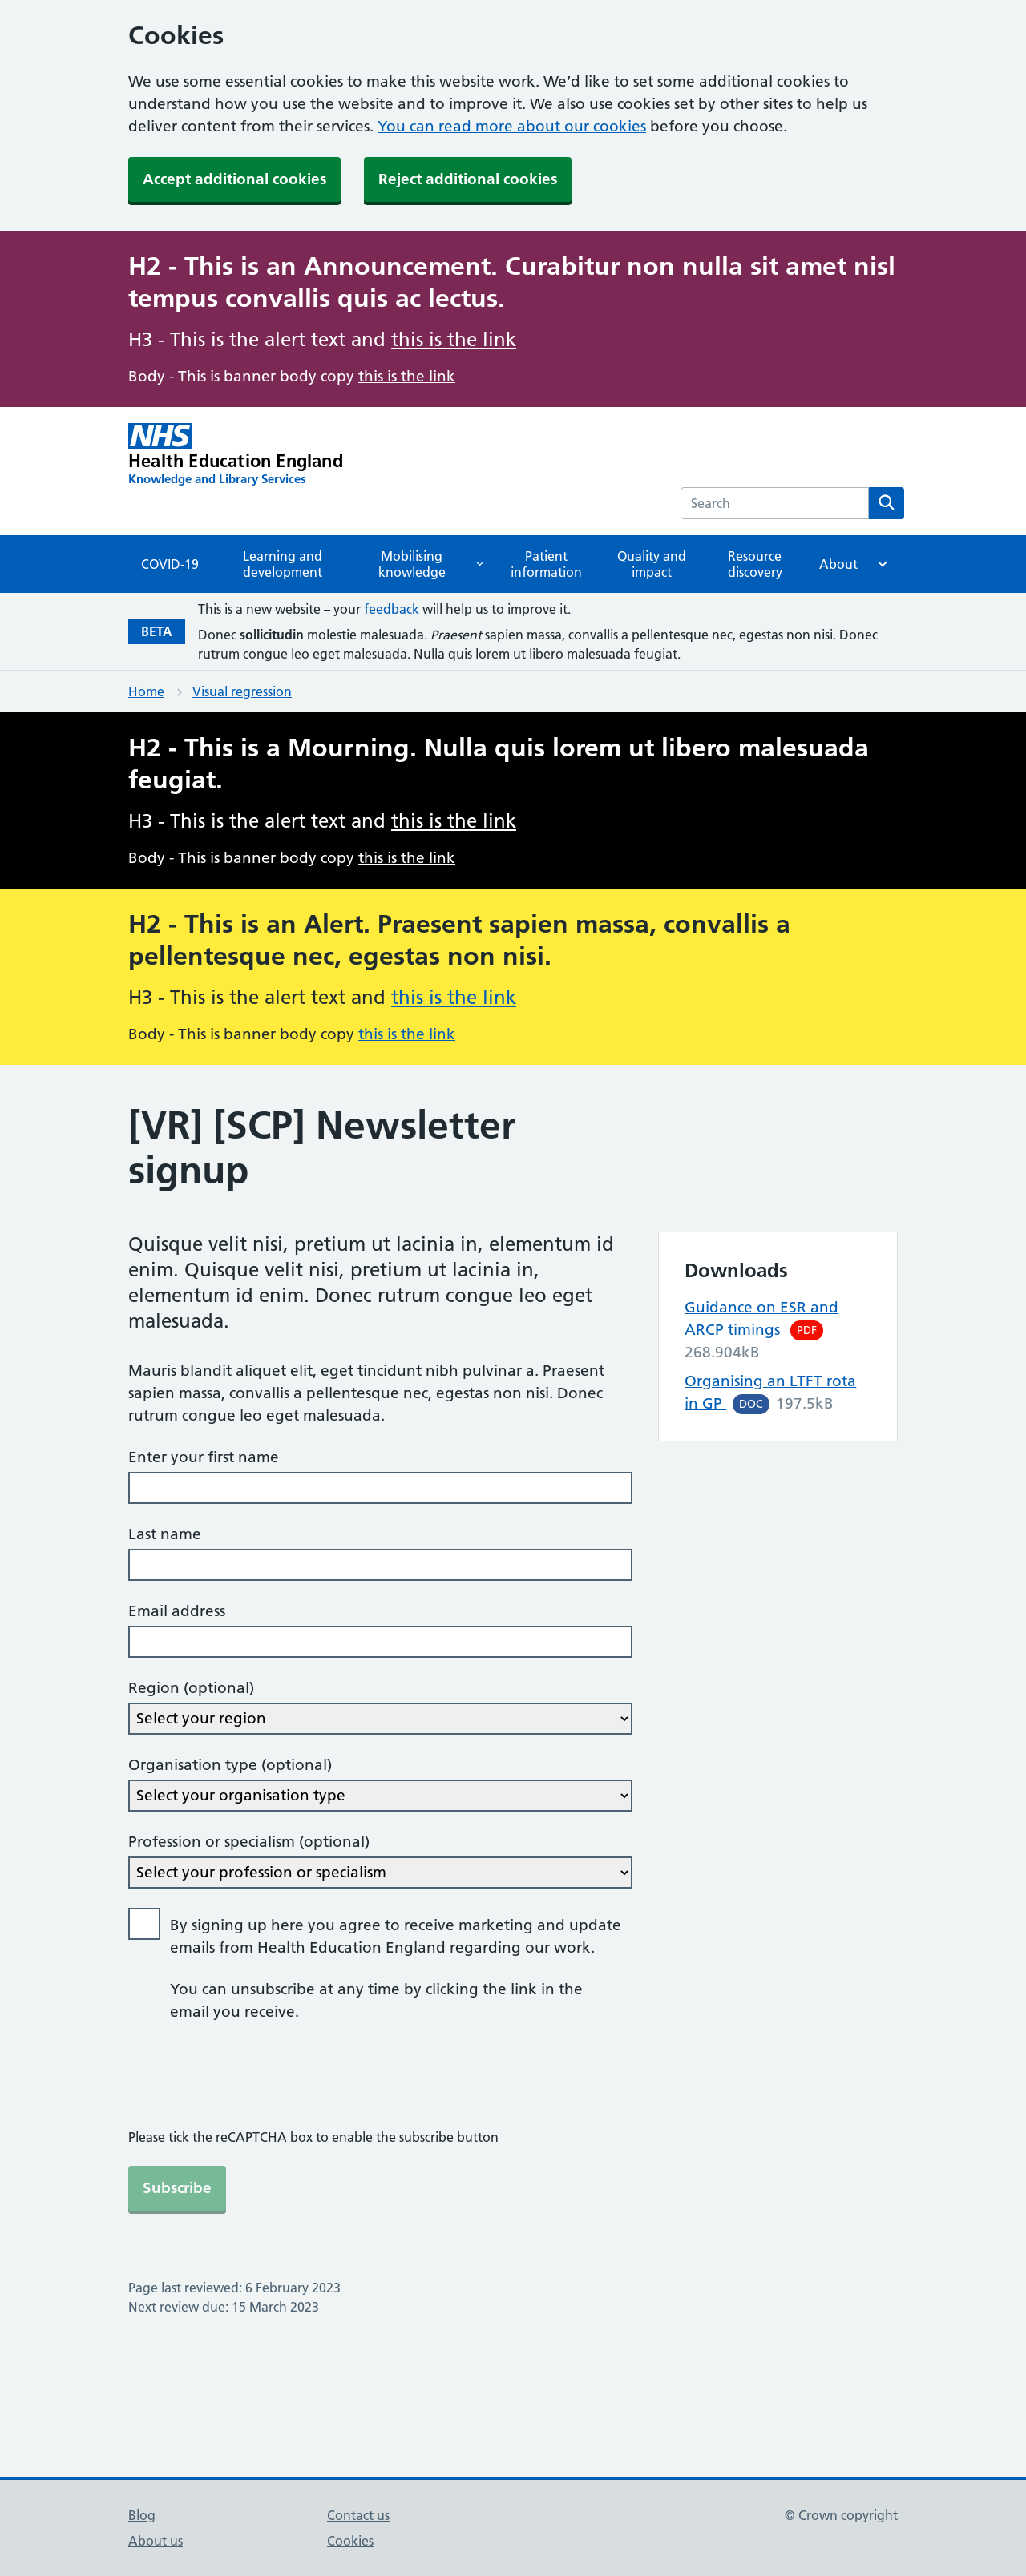 Cookies
We use some essential cookies to make this website work. We’d like to set some additional cookies to
understand how you use the website and to improve it. We also use cookies set by other sites to help us
deliver content from their services. You can read more about our cookies before you choose.
Accept additional cookies
Reject additional cookies
H2 - This is an Announcement. Curabitur non nulla sit amet nisl
tempus convallis quis ac lectus.
H3 - This is the alert text and this is the link
Body - This is banner body copy this is the link
NHS
Health Education England
Knowledge and Library Services
Search
COVID-19
Learning and
development
Mobilising
knowledge
Patient
information
Quality and
impact
Resource
discovery
About
BETA
This is a new website – your feedback will help us to improve it.
Donec sollicitudin molestie malesuada. Praesent sapien massa, convallis a pellentesque nec, egestas non nisi. Donec
rutrum congue leo eget malesuada. Nulla quis lorem ut libero malesuada feugiat.
Home
Visual regression
H2 - This is a Mourning. Nulla quis lorem ut libero malesuada
feugiat.
H3 - This is the alert text and this is the link
Body - This is banner body copy this is the link
H2 - This is an Alert. Praesent sapien massa, convallis a
pellentesque nec, egestas non nisi.
H3 - This is the alert text and this is the link
Body - This is banner body copy this is the link
[VR] [SCP] Newsletter
signup
Quisque velit nisi, pretium ut lacinia in, elementum id
enim. Quisque velit nisi, pretium ut lacinia in,
elementum id enim. Donec rutrum congue leo eget
malesuada.
Mauris blandit aliquet elit, eget tincidunt nibh pulvinar a. Praesent
sapien massa, convallis a pellentesque nec, egestas non nisi. Donec
rutrum congue leo eget malesuada.
Enter your first name
Last name
Email address
Region (optional)
Select your region
Organisation type (optional)
Select your organisation type
Profession or specialism (optional)
Select your profession or specialism
By signing up here you agree to receive marketing and update
emails from Health Education England regarding our work.
You can unsubscribe at any time by clicking the link in the
email you receive.
Please tick the reCAPTCHA box to enable the subscribe button
Subscribe
Downloads
Guidance on ESR and
ARCP timings PDF
268.904kB
Organising an LTFT rota
in GP DOC 197.5kB
Page last reviewed: 6 February 2023
Next review due: 15 March 2023
Blog
About us
Contact us
Cookies
© Crown copyright